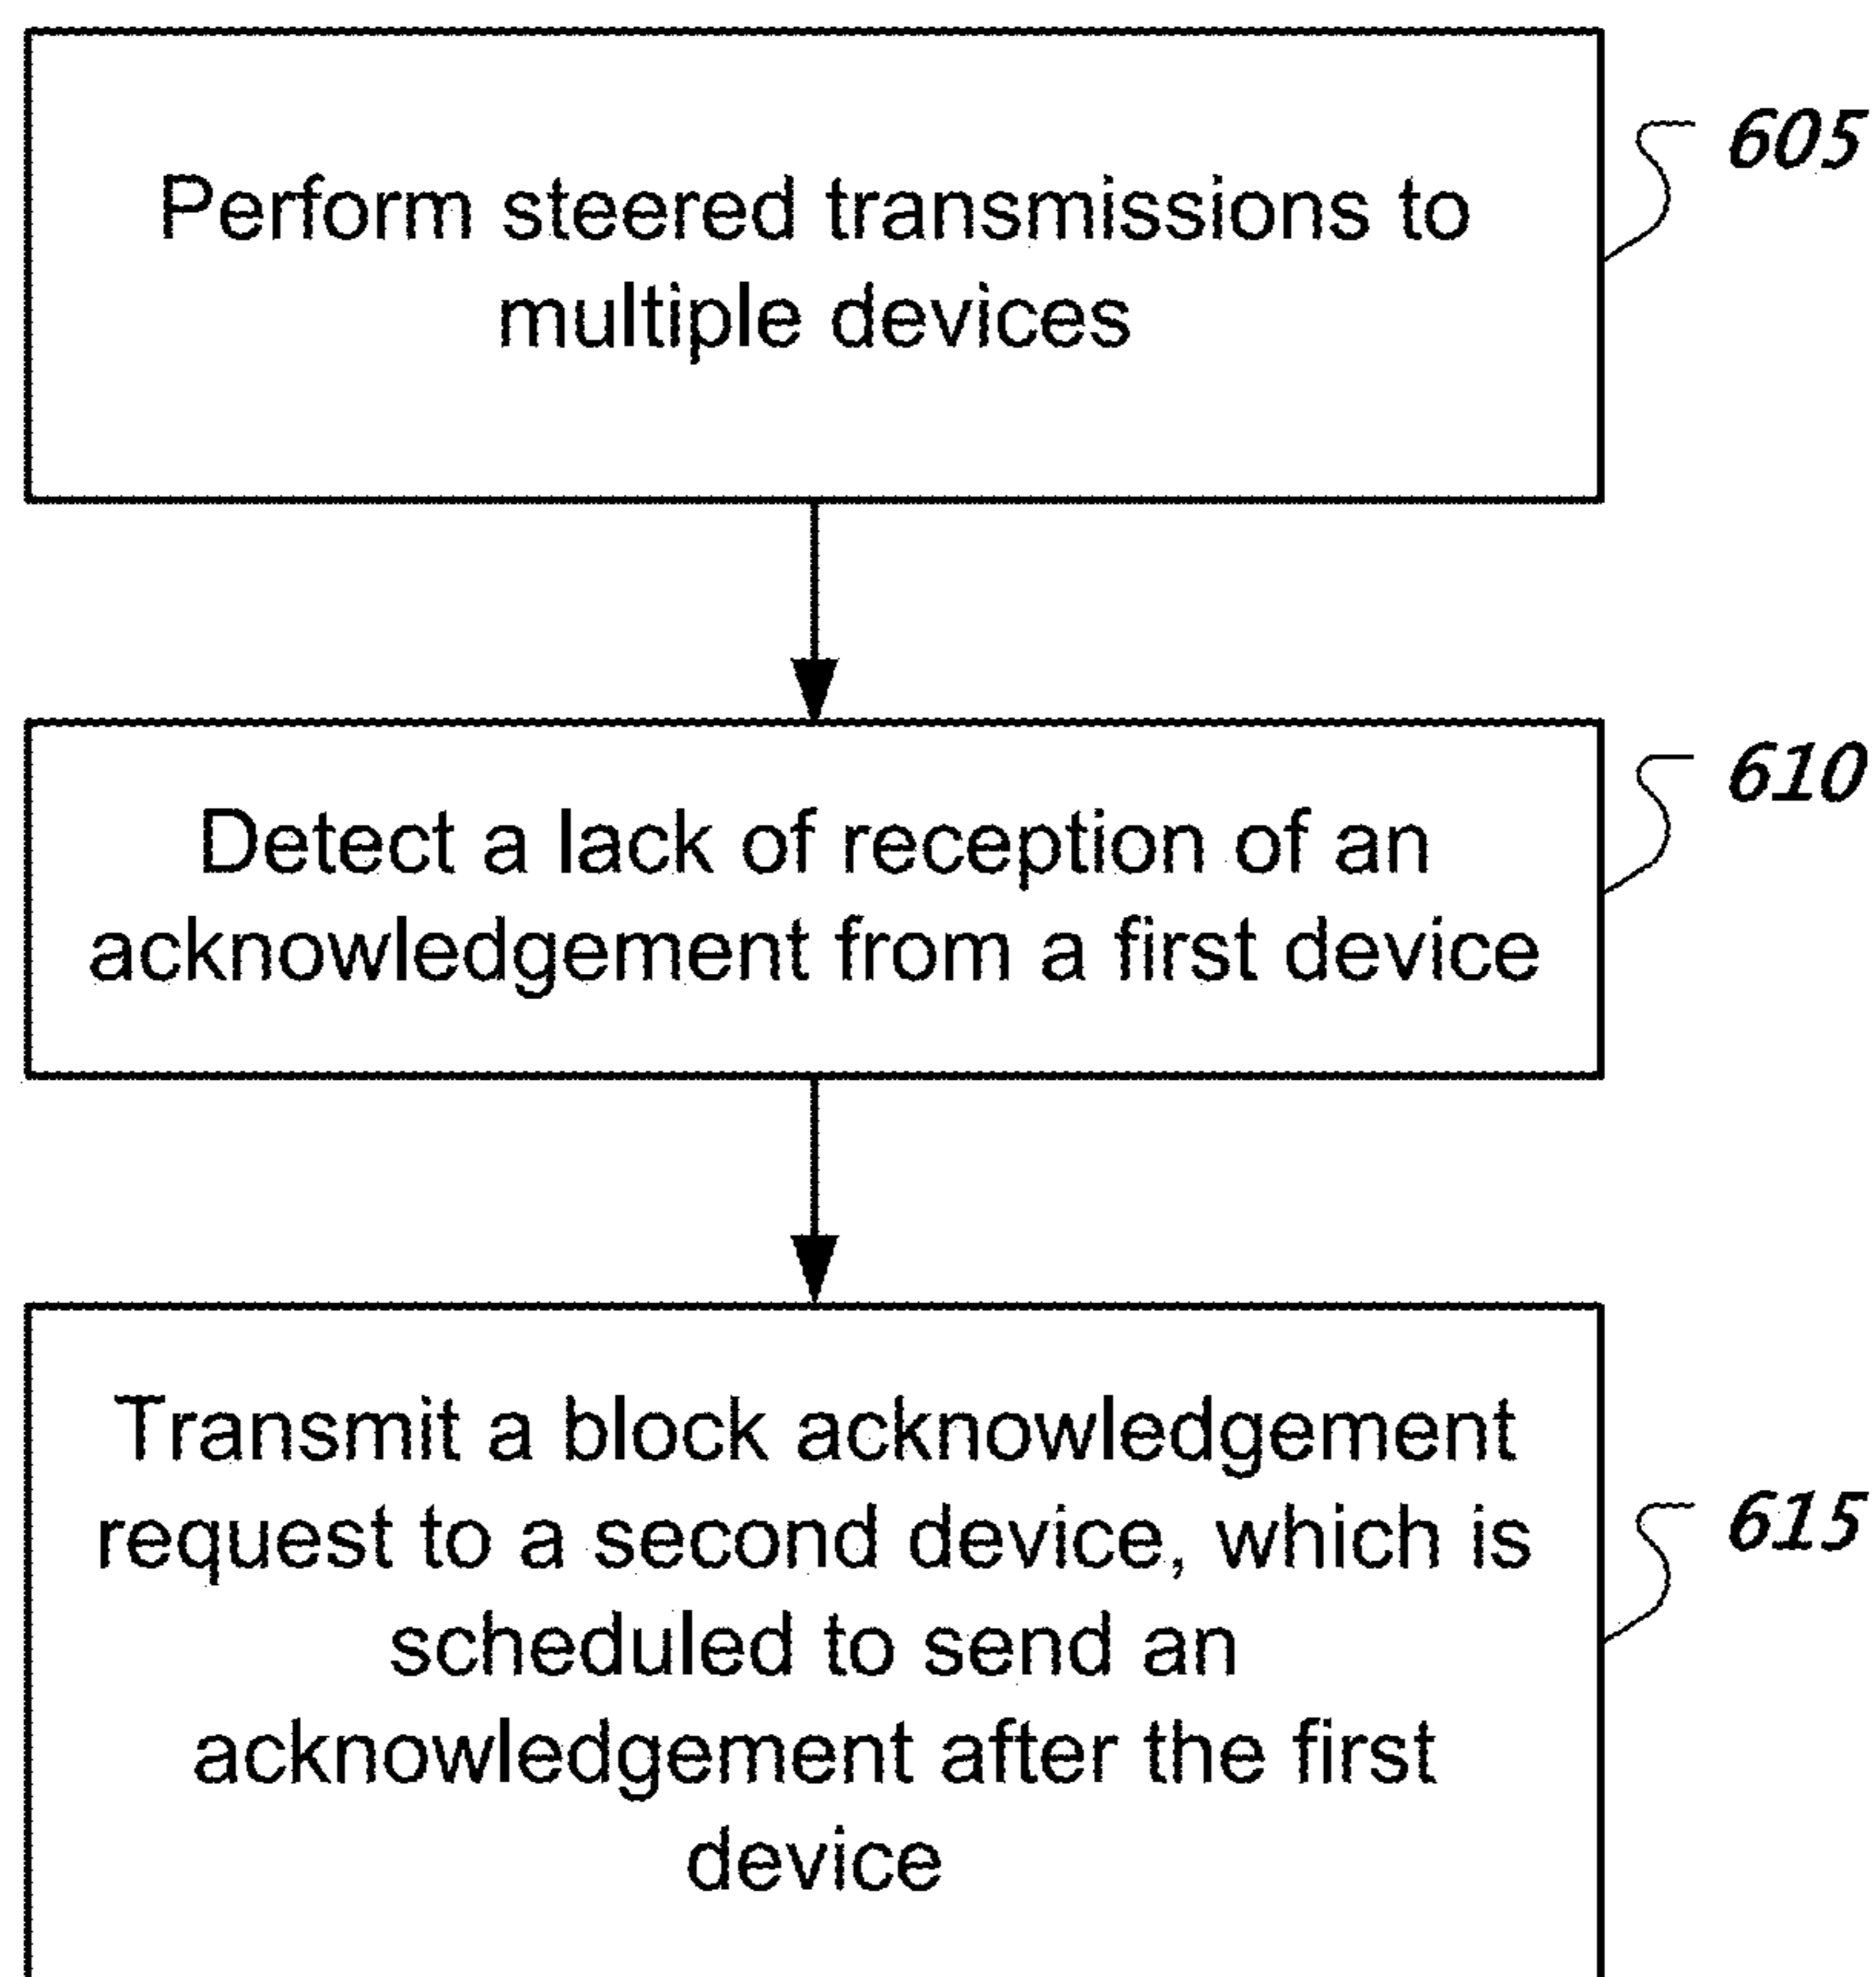 Perform steered transmissions to
multiple devices
605
Detect a lack of reception of an
acknowledgement from a first device
610
Transmit a block acknowledgement
request to a second device, which is
scheduled to send an
acknowledgement after the first
device
615